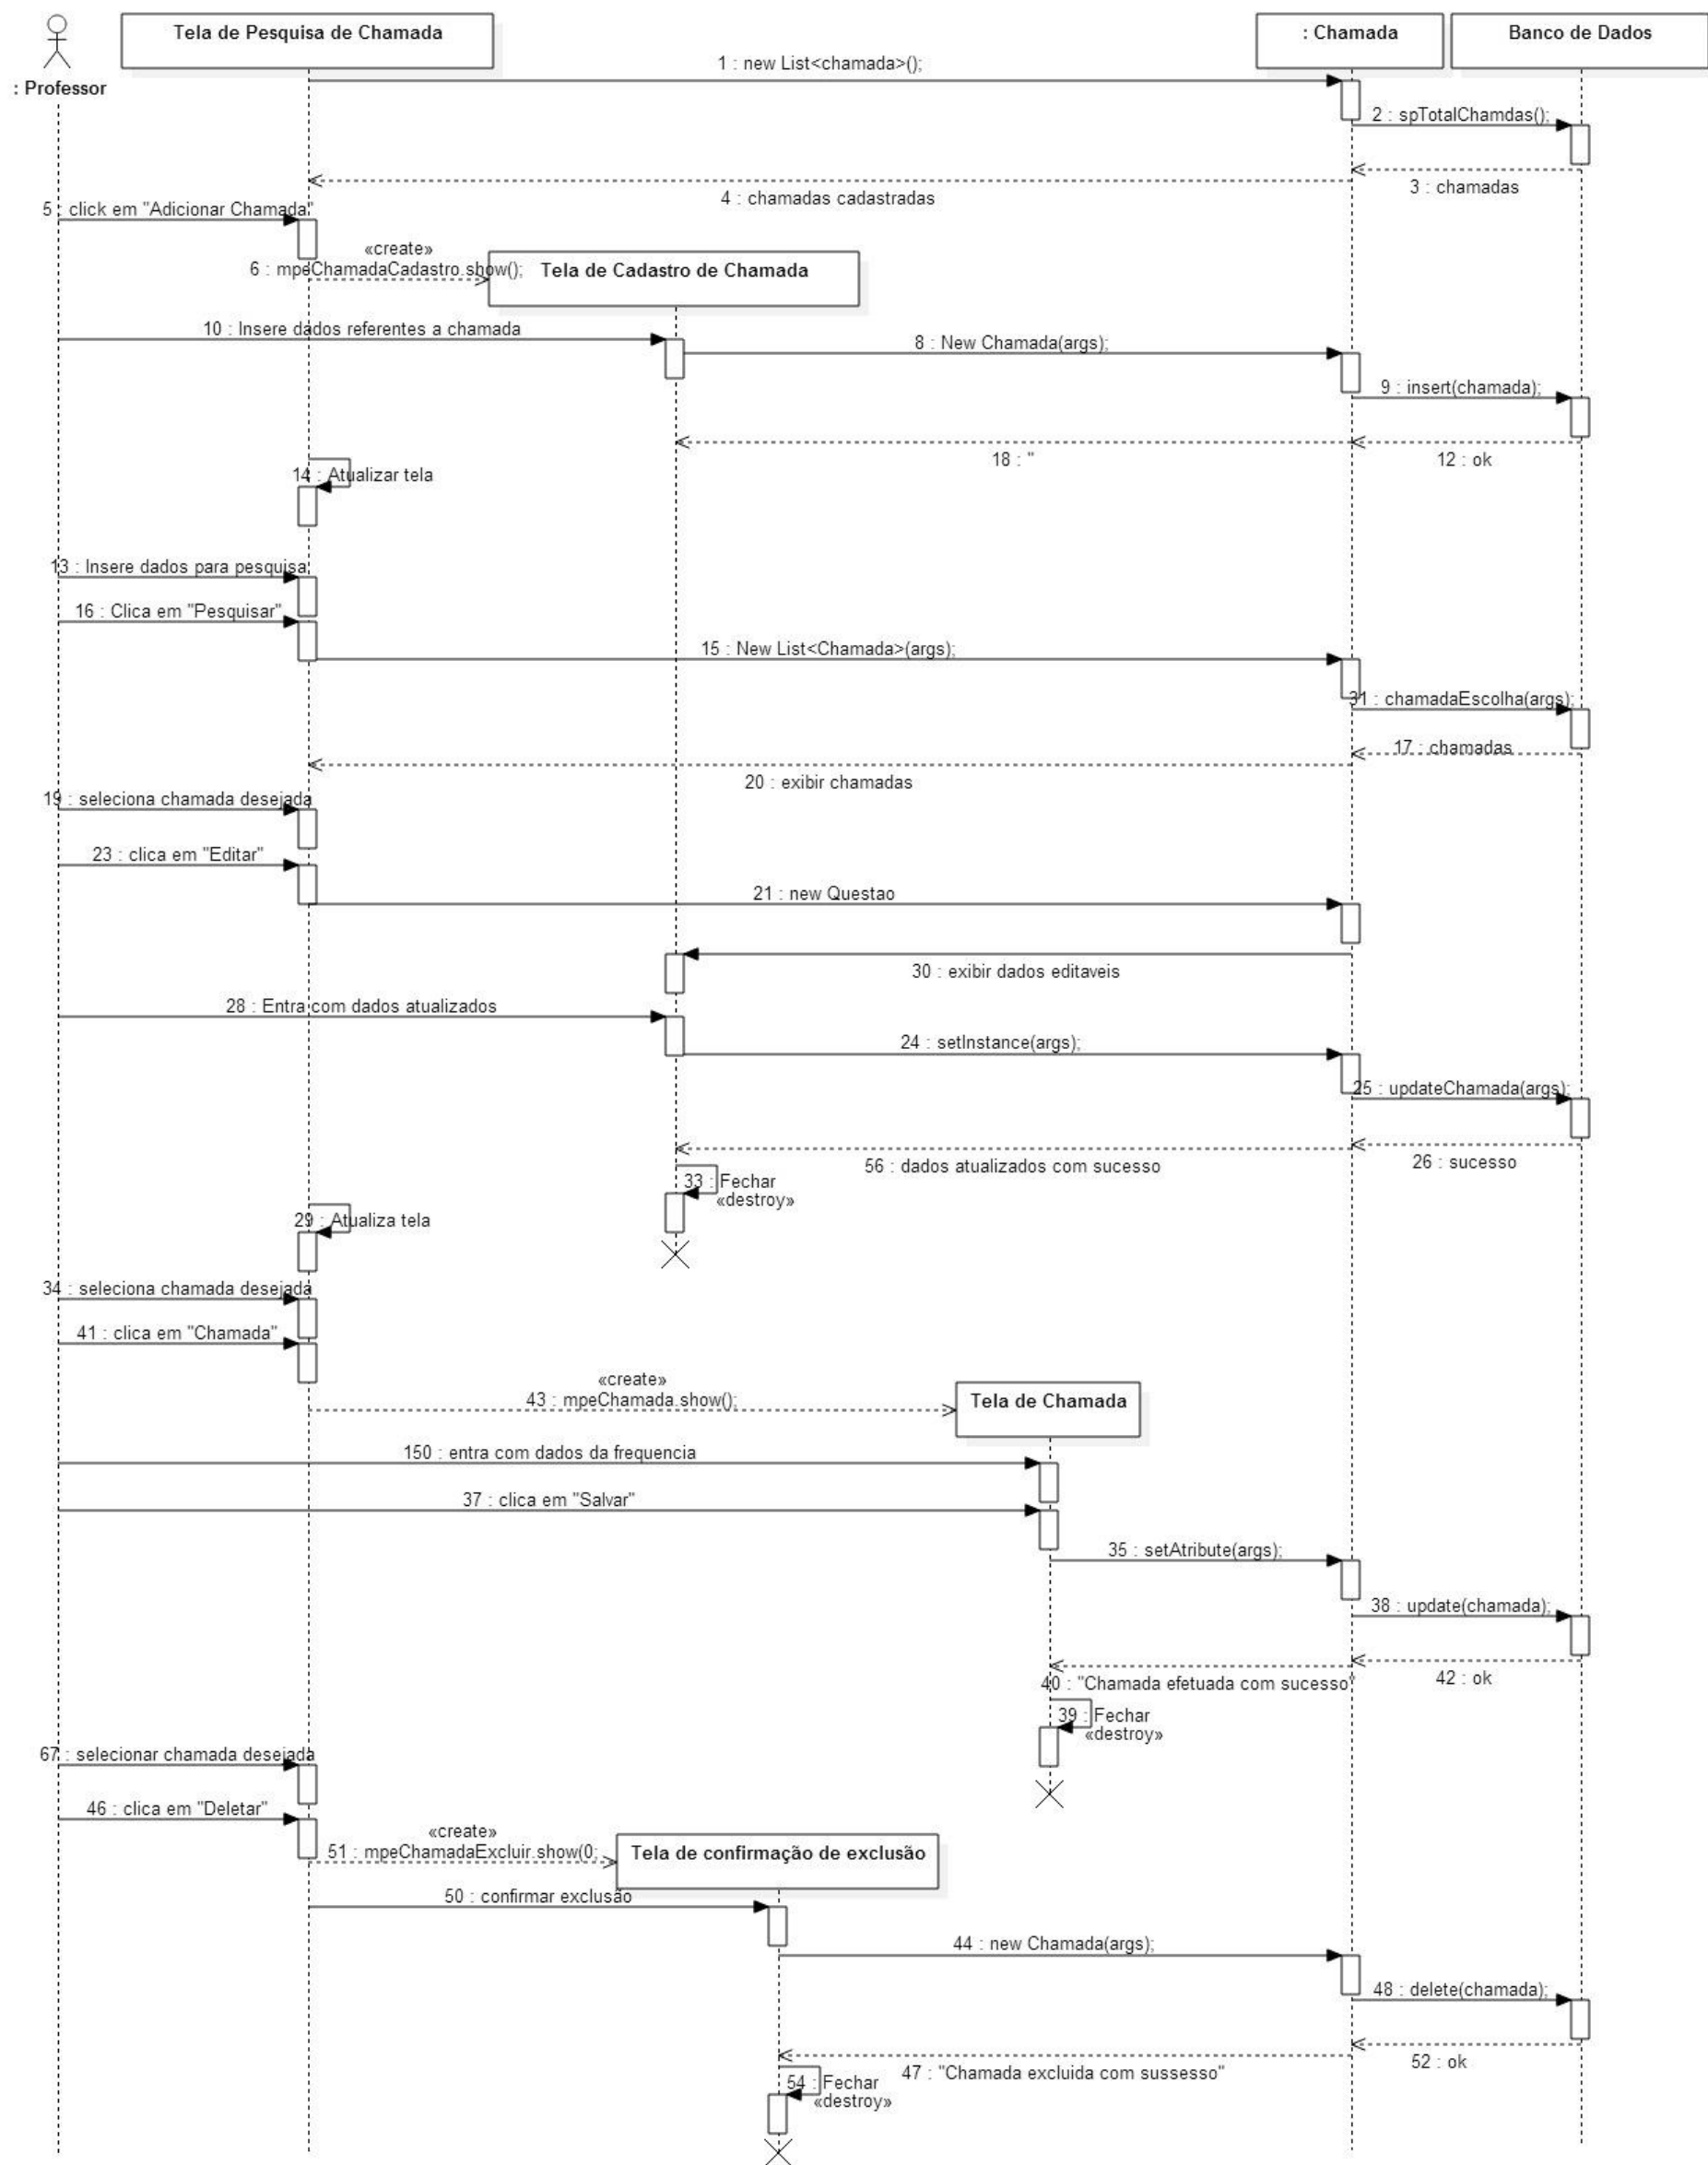 Tela de Pesquisa de Chamada
: Chamada
Banco de Dados
: Professor
1 : new List<chamada>();
2 : spTotalChamdas();
3 : chamadas
4 : chamadas cadastradas
5 : click em "Adicionar Chamada"
«create»
6 : mpeChamadaCadastro.show();
Tela de Cadastro de Chamada
10 : Insere dados referentes a chamada
8 : New Chamada(args);
9 : insert(chamada);
18 : "
12 : ok
14 : Atualizar tela
13 : Insere dados para pesquisa
16 : Clica em "Pesquisar"
15 : New List<Chamada>(args);
31 : chamadaEscolha(args);
17 : chamadas
20 : exibir chamadas
19 : seleciona chamada desejada
23 : clica em "Editar"
21 : new Questao
30 : exibir dados editaveis
28 : Entra com dados atualizados
24 : setInstance(args);
25 : updateChamada(args);
56 : dados atualizados com sucesso
26 : sucesso
33 : Fechar
«destroy»
29 : Atualiza tela
34 : seleciona chamada desejada
41 : clica em "Chamada"
«create»
43 : mpeChamada.show();
Tela de Chamada
150 : entra com dados da frequencia
37 : clica em "Salvar"
35 : setAtribute(args);
38 : update(chamada);
40 : "Chamada efetuada com sucesso"
42 : ok
39 : Fechar
«destroy»
67 : selecionar chamada desejada
46 : clica em "Deletar"
«create»
51 : mpeChamadaExcluir.show(0;
Tela de confirmação de exclusão
50 : confirmar exclusão
44 : new Chamada(args);
48 : delete(chamada);
47 : "Chamada excluida com sussesso"
52 : ok
54 : Fechar
«destroy»